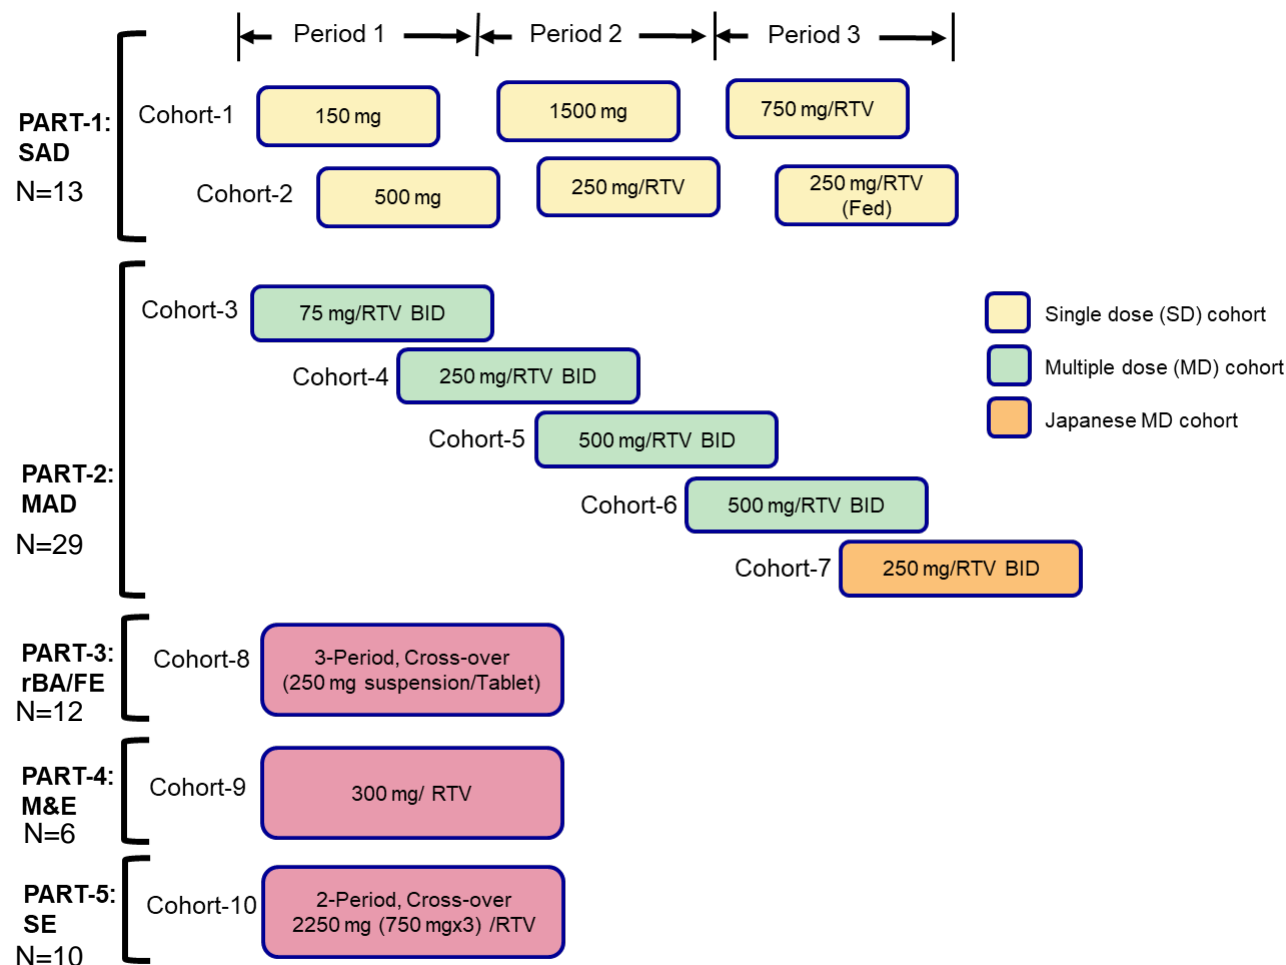 Period 1
Period 2
Period 3
PART-1:
SAD
N=13
Cohort-1
150 mg
1500 mg
750 mg/RTV
Cohort-2
500 mg
250 mg/RTV
250 mg/RTV
(Fed)
PART-2:
MAD
N=29
Cohort-3
75 mg/RTV BID
Cohort-4
250 mg/RTV BID
Cohort-5
500 mg/RTV BID
Cohort-6
500 mg/RTV BID
Cohort-7
250 mg/RTV BID
Single dose (SD) cohort
Multiple dose (MD) cohort
Japanese MD cohort
PART-3:
rBA/FE
N=12
Cohort-8
3-Period, Cross-over
(250 mg suspension/Tablet)
PART-4:
M&E
N=6
Cohort-9
300 mg/ RTV
PART-5:
SE
N=10
Cohort-10
2-Period, Cross-over
2250 mg (750 mgx3) /RTV